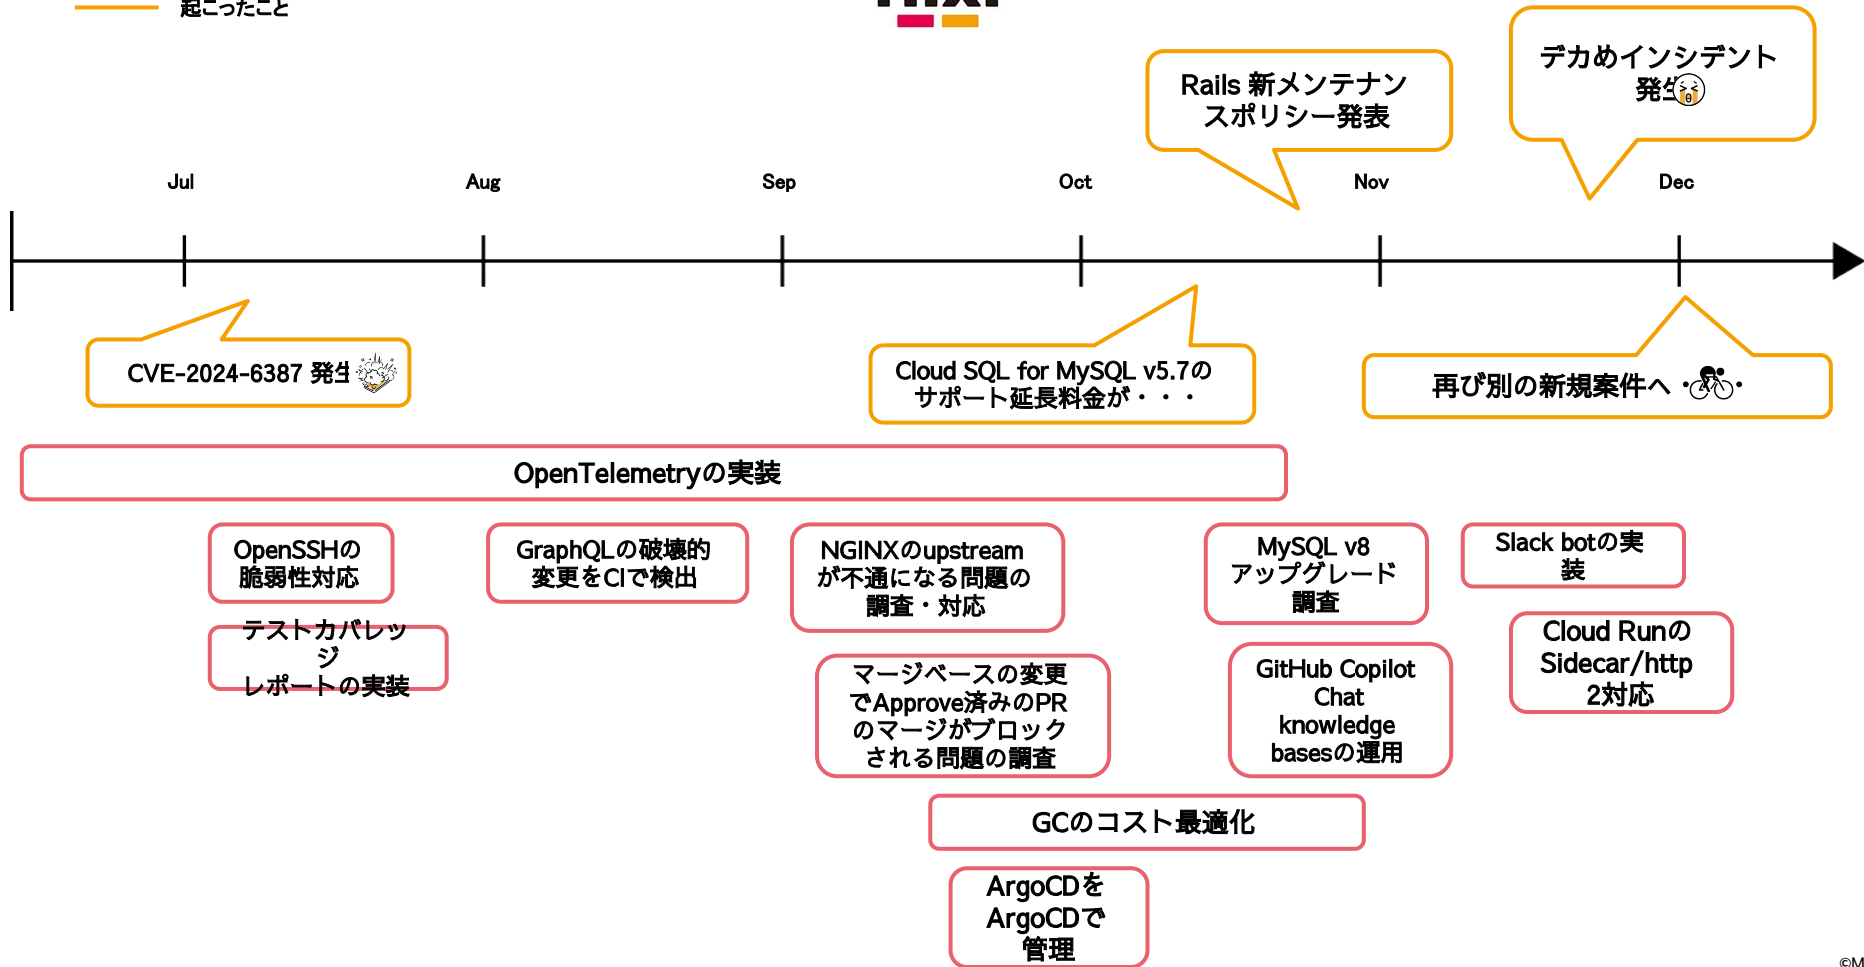 起こったこと
mixi
デカめインシデント
発生
Rails 新メンテナン
スポリシー発表
Jul
Aug
Sep
Oct
Nov
Dec
CVE-2024-6387 発生
Cloud SQL for MySQL v5.7の
サポート延長料金が・・・
再び別の新規案件へ
OpenTelemetryの実装
OpenSSHの
脆弱性対応
GraphQLの破壊的
変更をCIで検出
NGINXのupstream
が不通になる問題の
調査・対応
MySQL v8
アップグレード
調査
Slack botの実
装
テストカバレッ
ジ
レポートの実装
マージベースの変更
でApprove済みのPR
のマージがブロック
される問題の調査
GitHub Copilot
Chat
knowledge
basesの運用
Cloud Runの
Sidecar/http
2対応
GCのコスト最適化
ArgoCDを
ArgoCDで
管理
©M